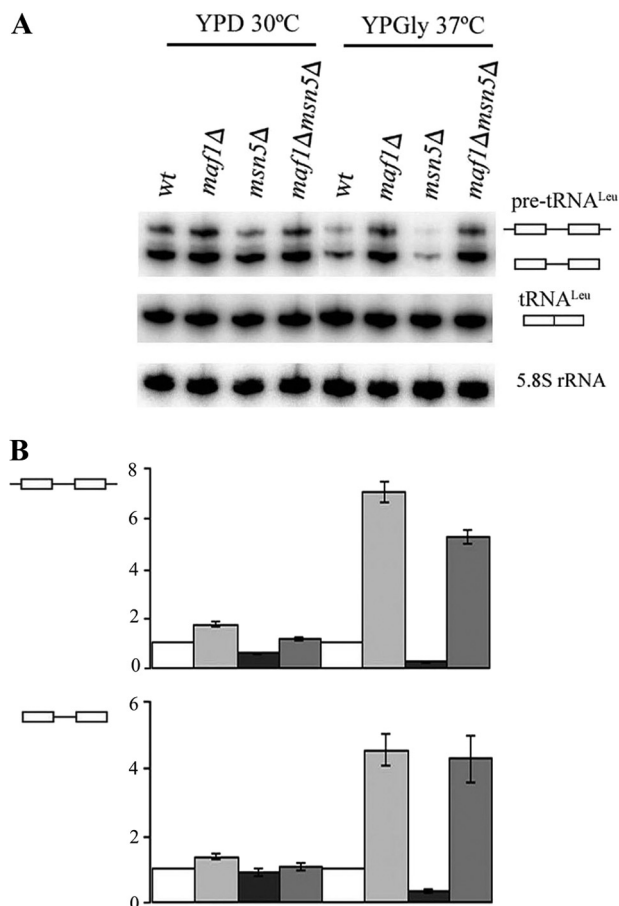 A
YPD 30ºC YPGly 37ºC
wt maf1Δ msn5Δ maf1Δmsn5Δ wt maf1Δ msn5Δ maf1Δmsn5Δ
pre-tRNAᴸᵉᵘ
tRNAᴸᵉᵘ
5.8S rRNA
B
8
6
4
2
0
6
4
2
0